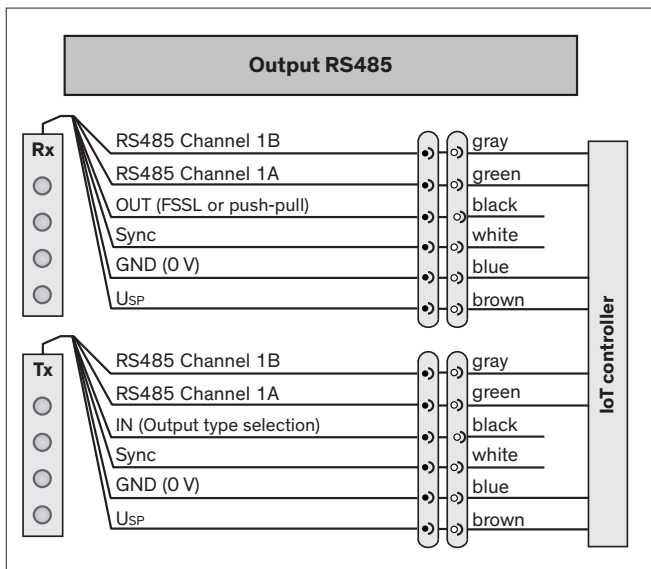 Output RS485
Rx
RS485 Channel 1B
gray
RS485 Channel 1A
green
OUT (FSSL or push-pull)
black
Sync
white
GND (0 V)
blue
USP
brown
Tx
RS485 Channel 1B
gray
RS485 Channel 1A
green
IN (Output type selection)
black
Sync
white
GND (0 V)
blue
USP
brown
IoT controller